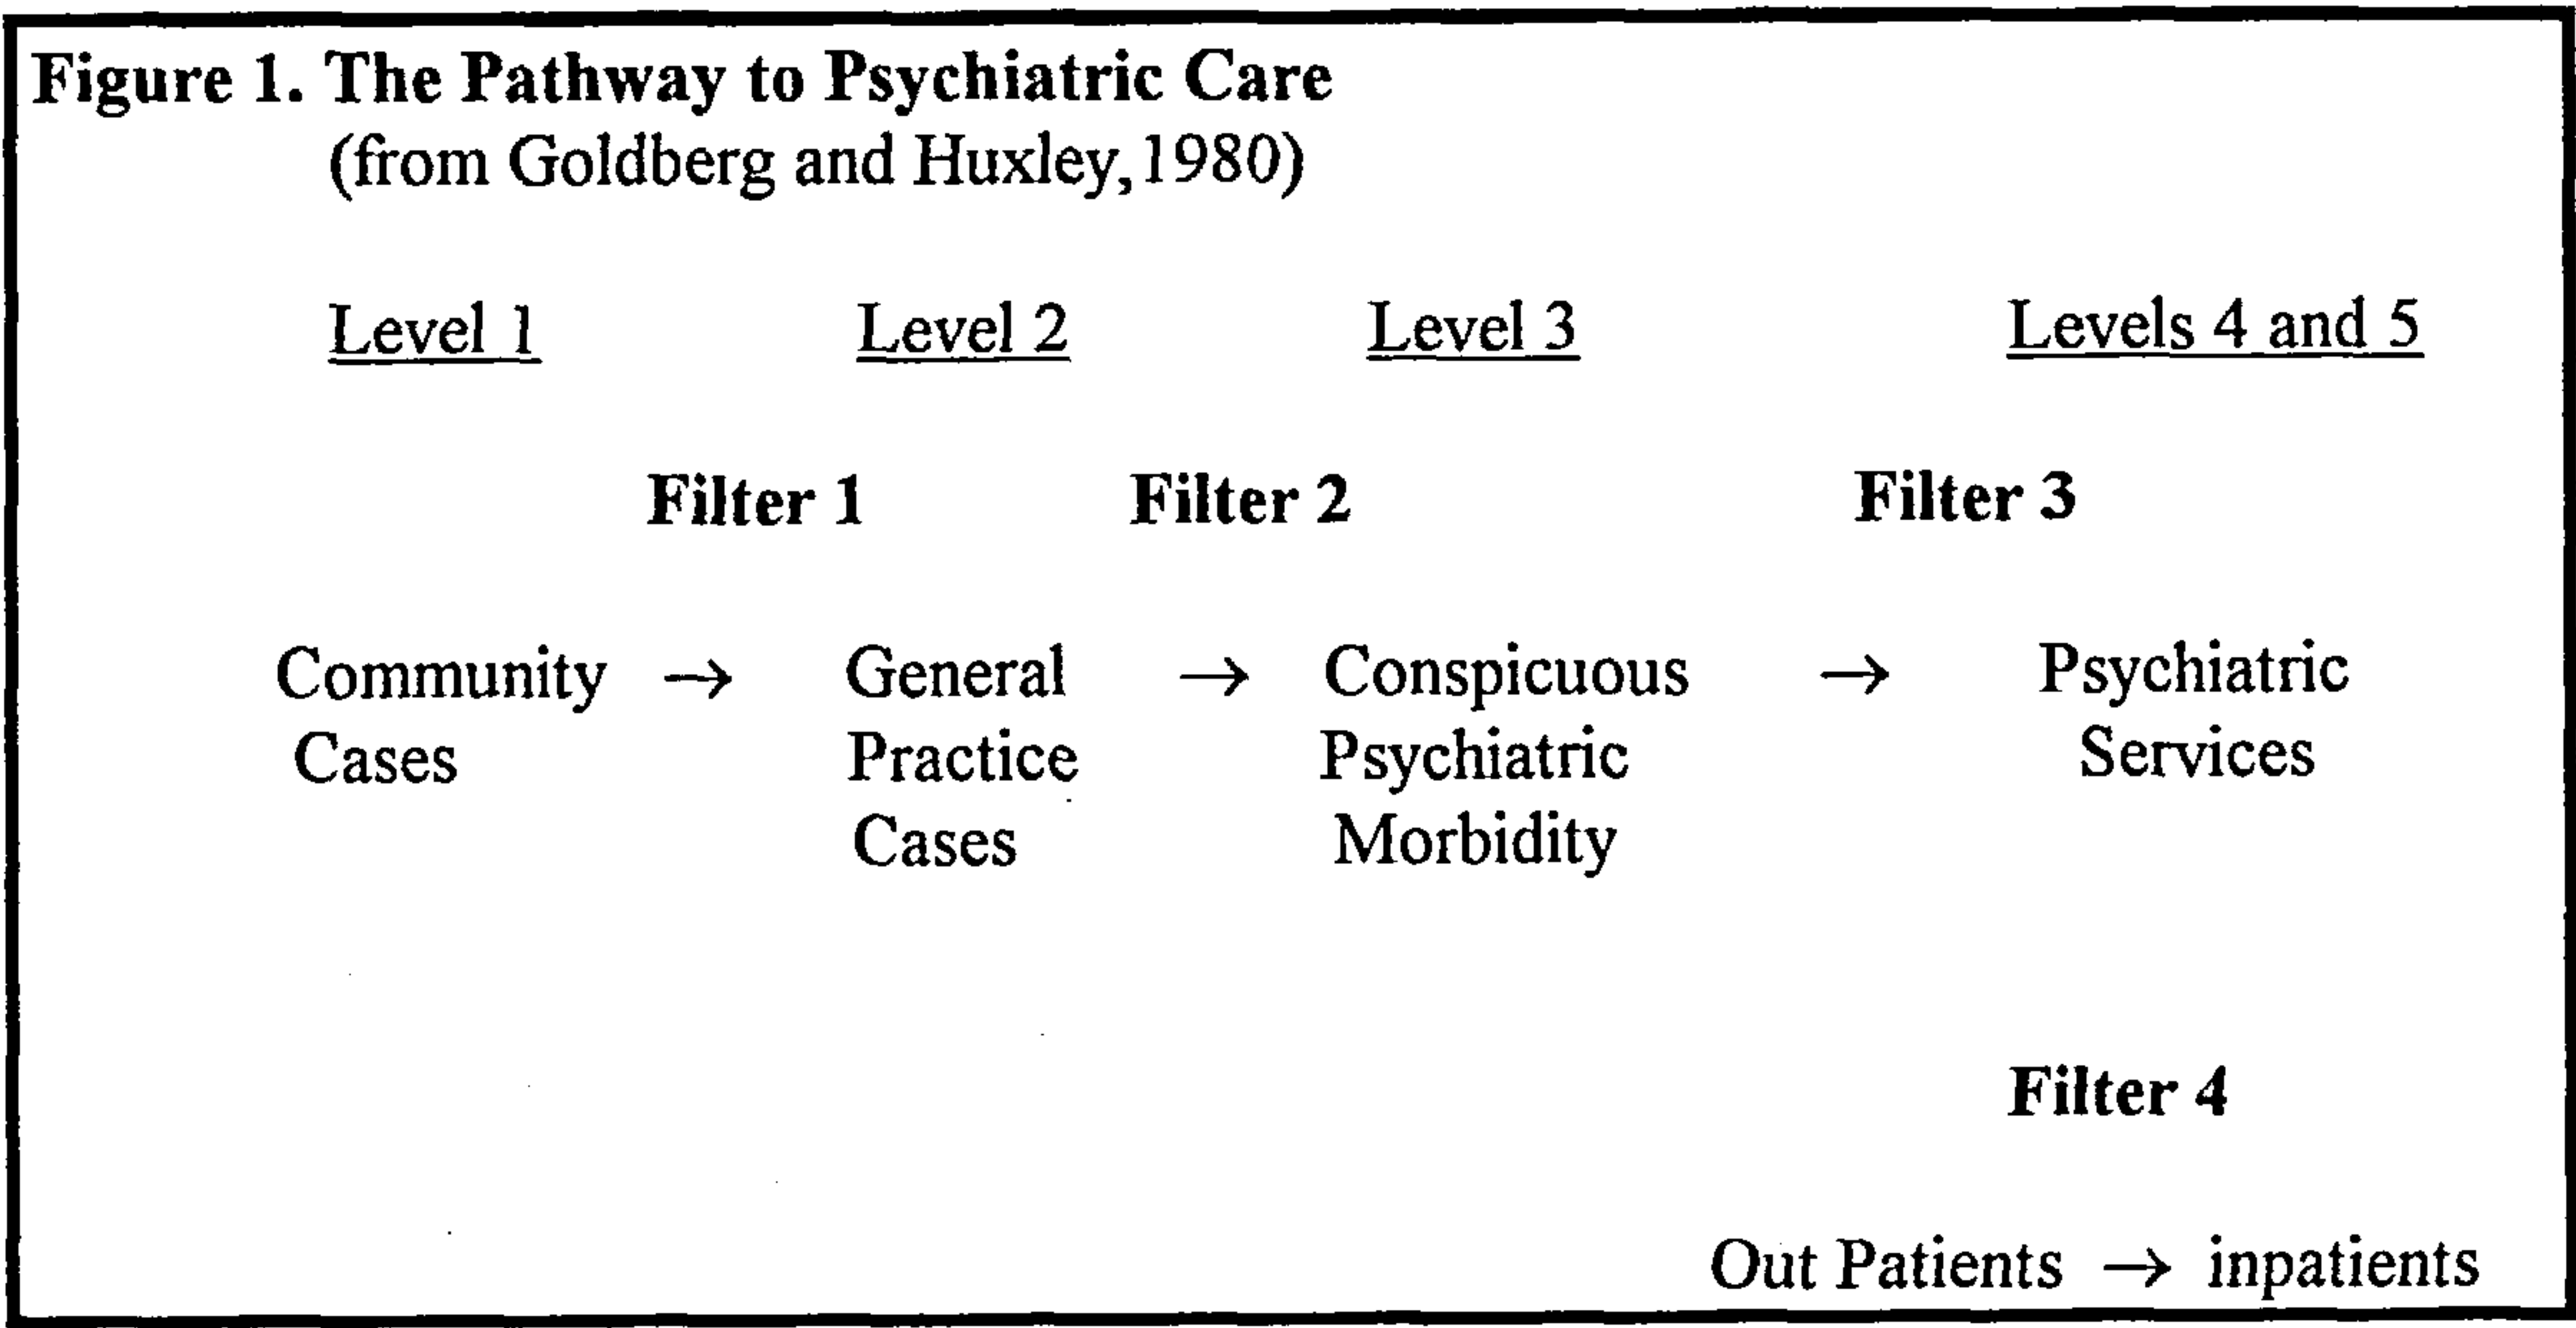 Figure 1. The Pathway to Psychiatric Care
(from Goldberg and Huxley,1980)
Level 1 Level 2 Level 3 Levels 4 and 5
Filter 1 Filter 2 Filter 3
Community → General → Conspicuous → Psychiatric
Cases Practice Psychiatric Services
Cases Morbidity
Filter 4
Out Patients → inpatients